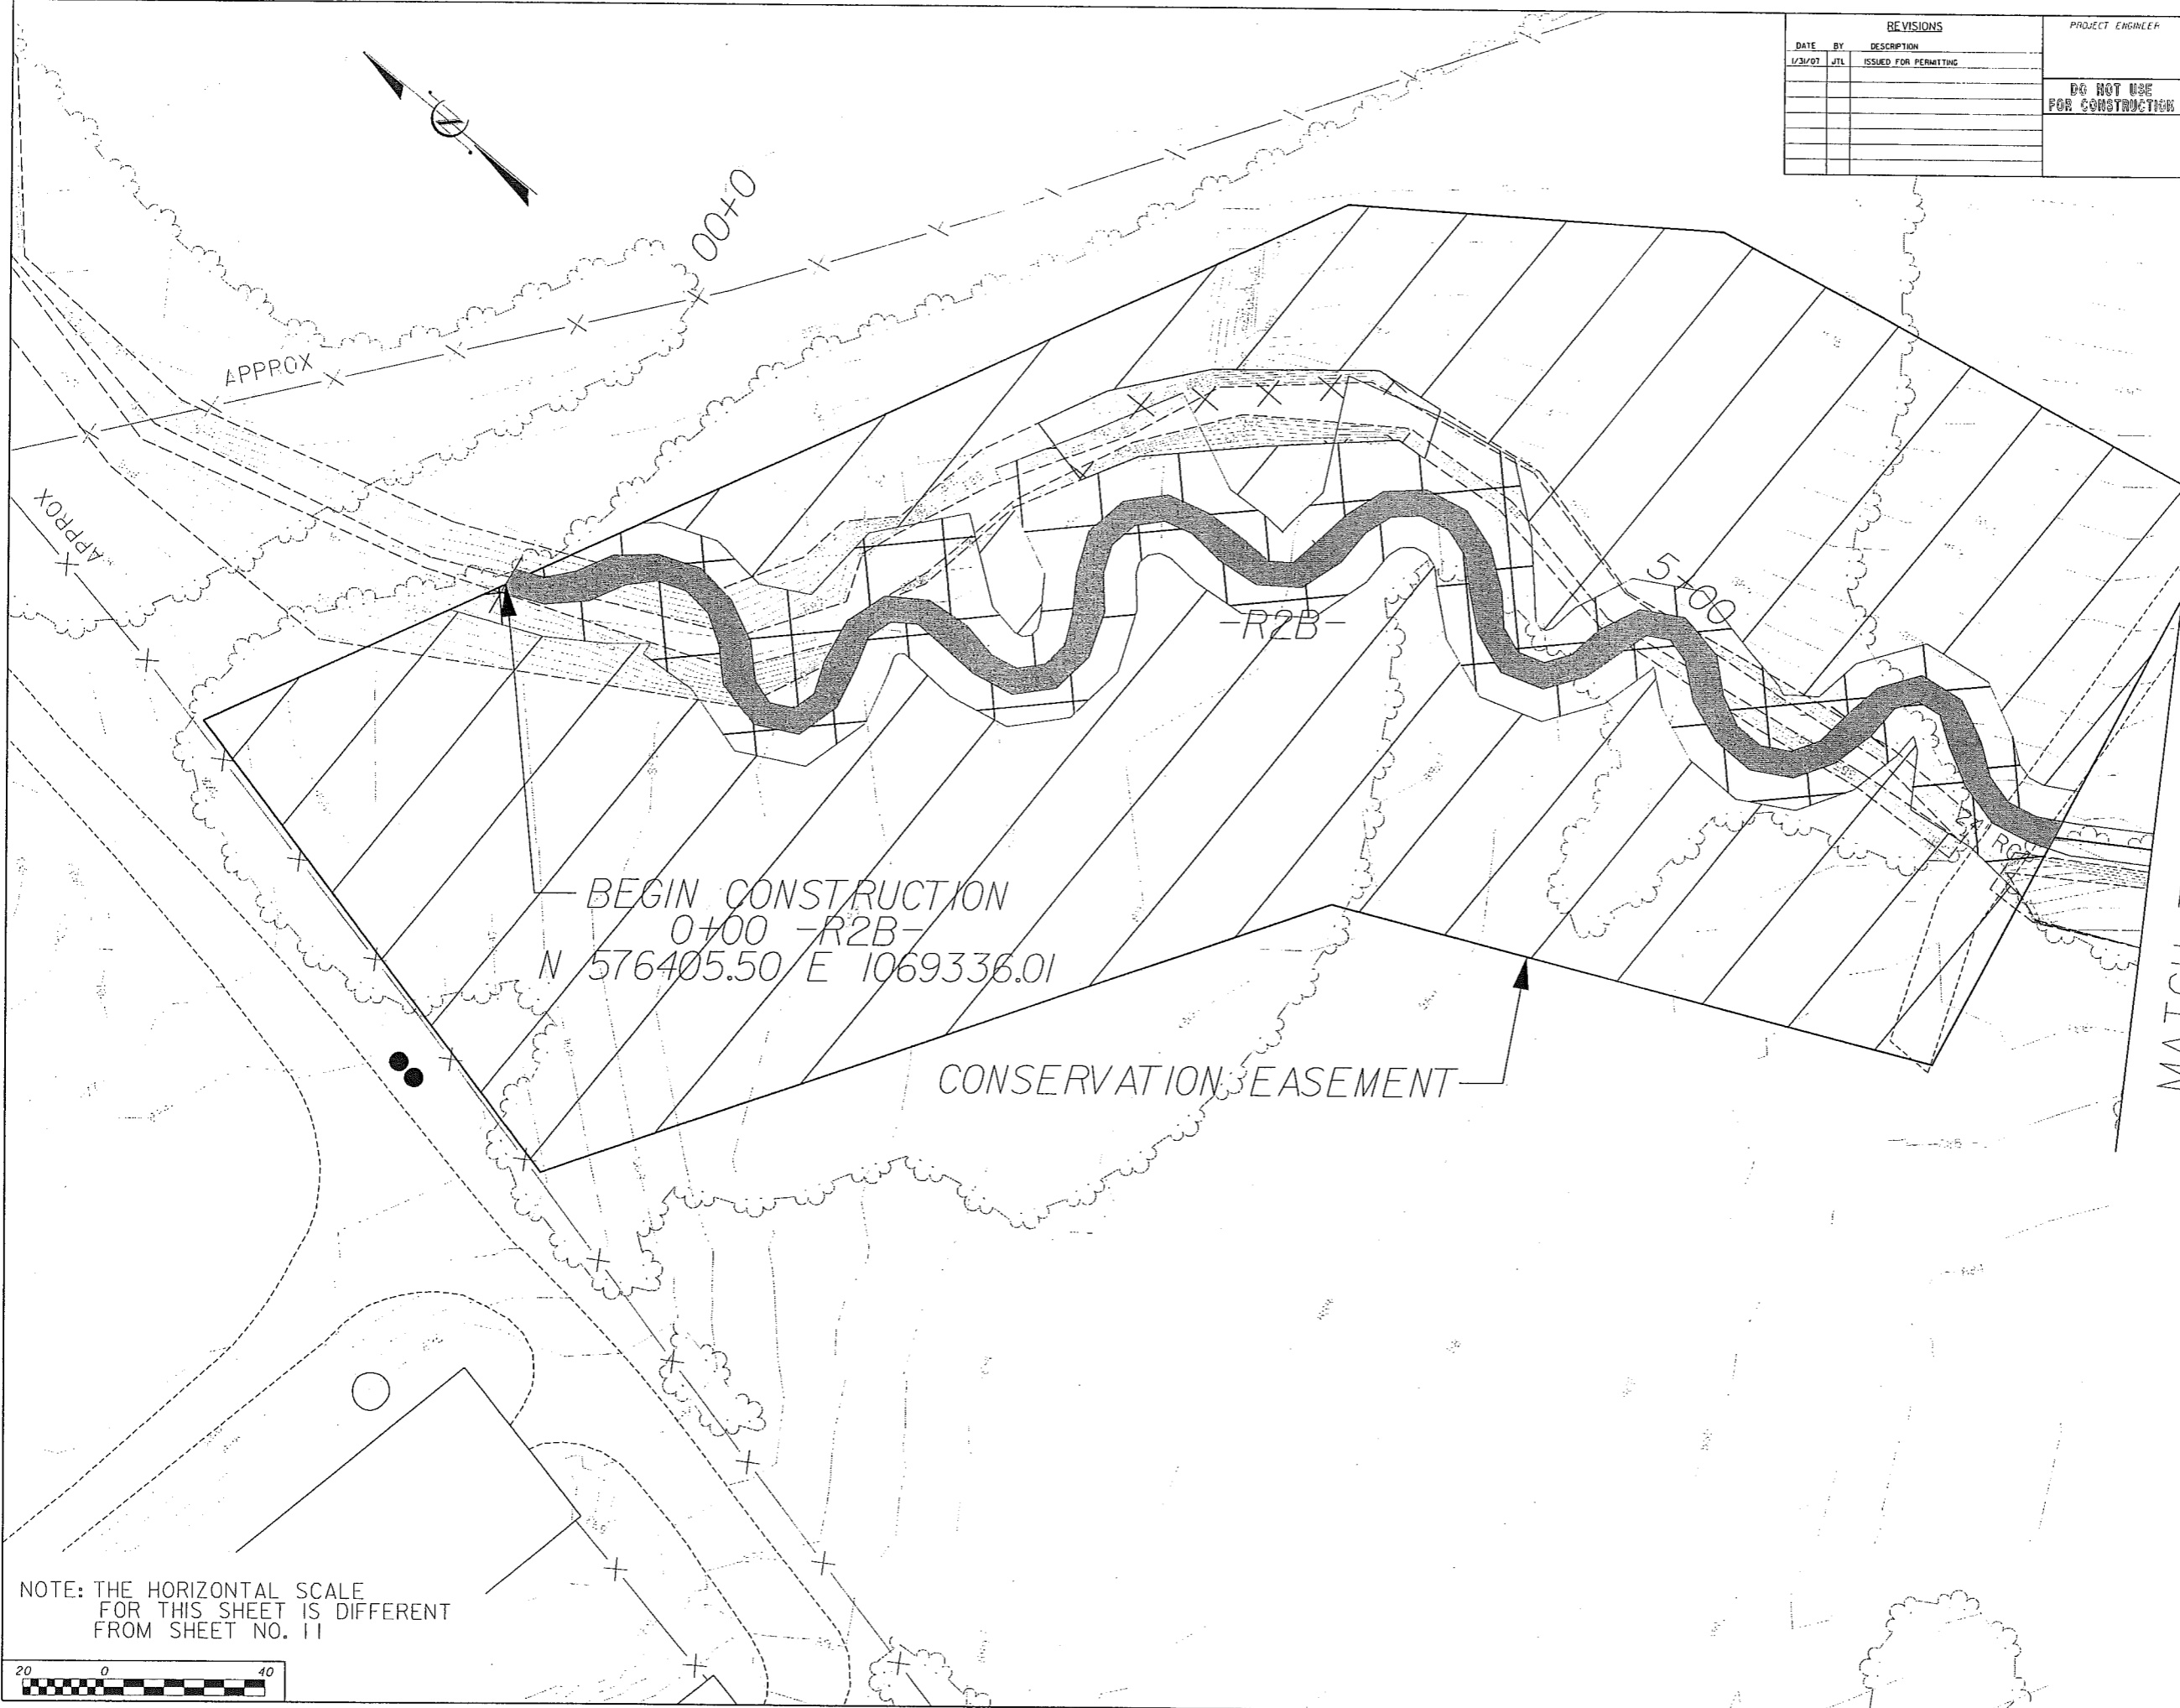 REVISIONS
DATE BY DESCRIPTION
1/31/07 JTL ISSUED FOR PERMITTING
PROJECT ENGINEER
DO NOT USE
FOR CONSTRUCTION
N
0+00
APPROX
APPROX
5+00
-R2B-
BEGIN CONSTRUCTION
0+00 -R2B-
N 576405.50 E 1069336.01
CONSERVATION EASEMENT
NOTE: THE HORIZONTAL SCALE
FOR THIS SHEET IS DIFFERENT
FROM SHEET NO. 11
20 0 40